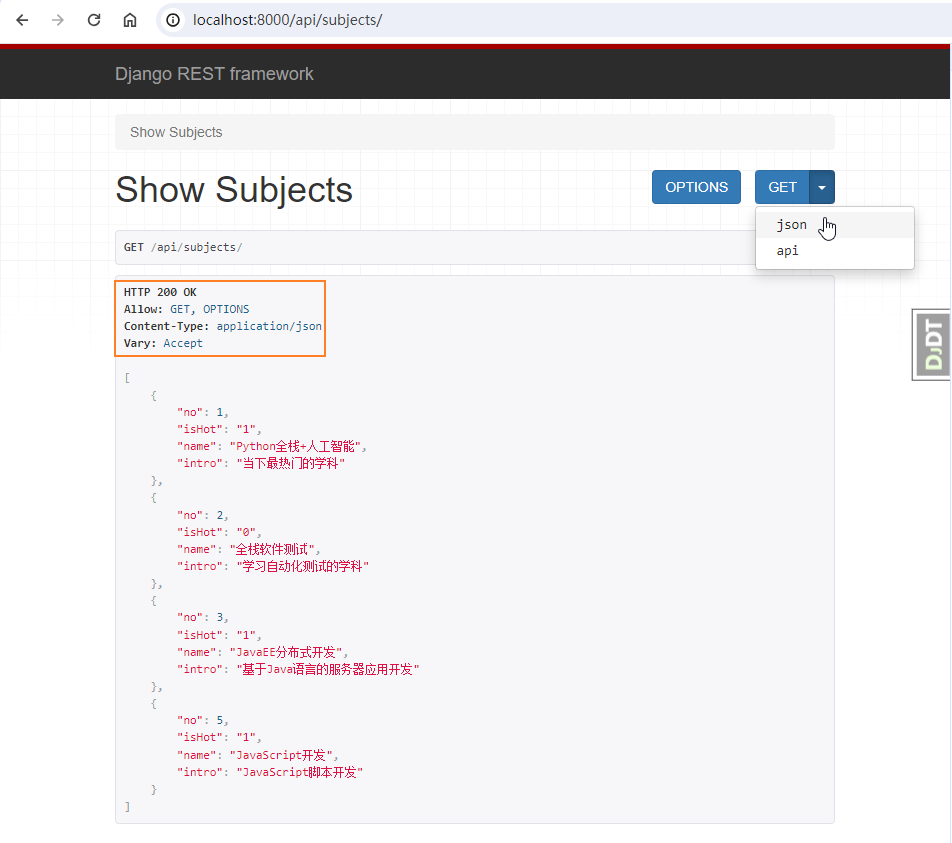 localhost:8000/api/subjects/
Django REST framework
Show Subjects
Show Subjects
OPTIONS
GET
json
api
GET /api/subjects/
HTTP 200 OK
Allow: GET, OPTIONS
Content-Type: application/json
Vary: Accept
[
    {
        "no": 1,
        "isHot": "1",
        "name": "Python全栈+人工智能",
        "intro": "当下最热门的学科"
    },
    {
        "no": 2,
        "isHot": "0",
        "name": "全栈软件测试",
        "intro": "学习自动化测试的学科"
    },
    {
        "no": 3,
        "isHot": "1",
        "name": "JavaEE分布式开发",
        "intro": "基于Java语言的服务器应用开发"
    },
    {
        "no": 5,
        "isHot": "1",
        "name": "JavaScript开发",
        "intro": "JavaScript脚本开发"
    }
]
DjDT